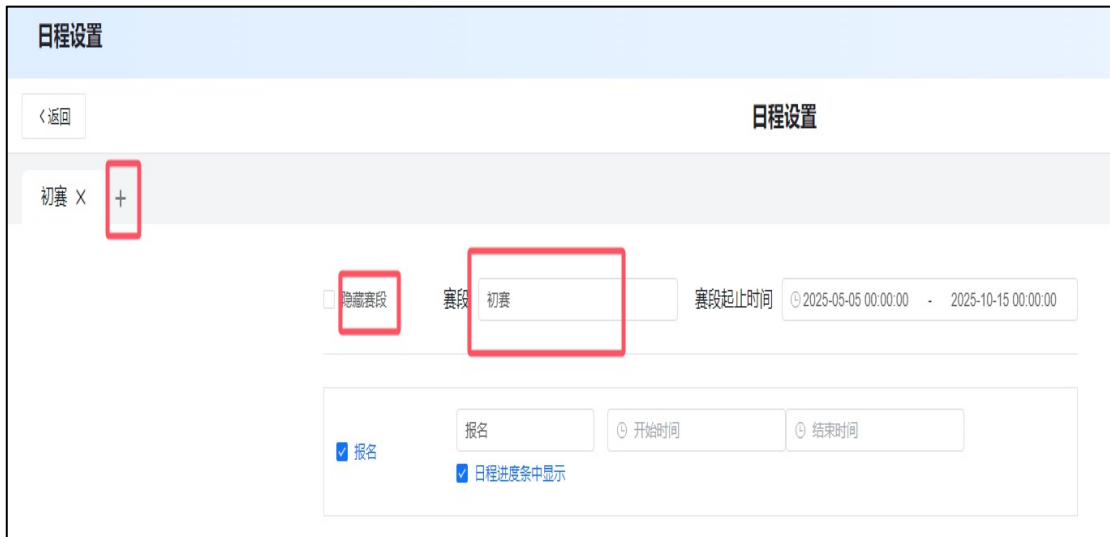 日程设置
<返回
日程设置
初赛 × +
隐藏赛段 赛段 初赛 赛段起止时间 2025-05-05 00:00:00 - 2025-10-15 00:00:00
报名 报名 开始时间 结束时间
日程进度条中显示